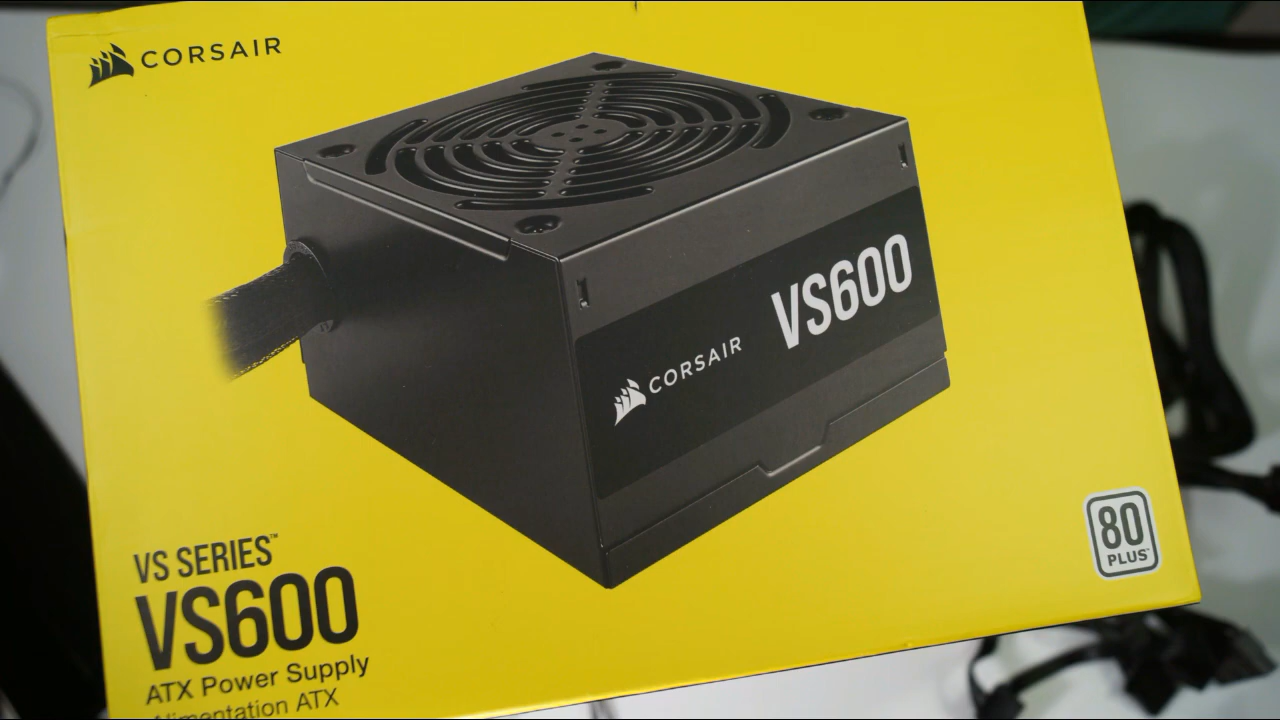 CORSAIR
CORSAIR
VS600
VS SERIES™
VS600
ATX Power Supply
Alimentation ATX
80
PLUS